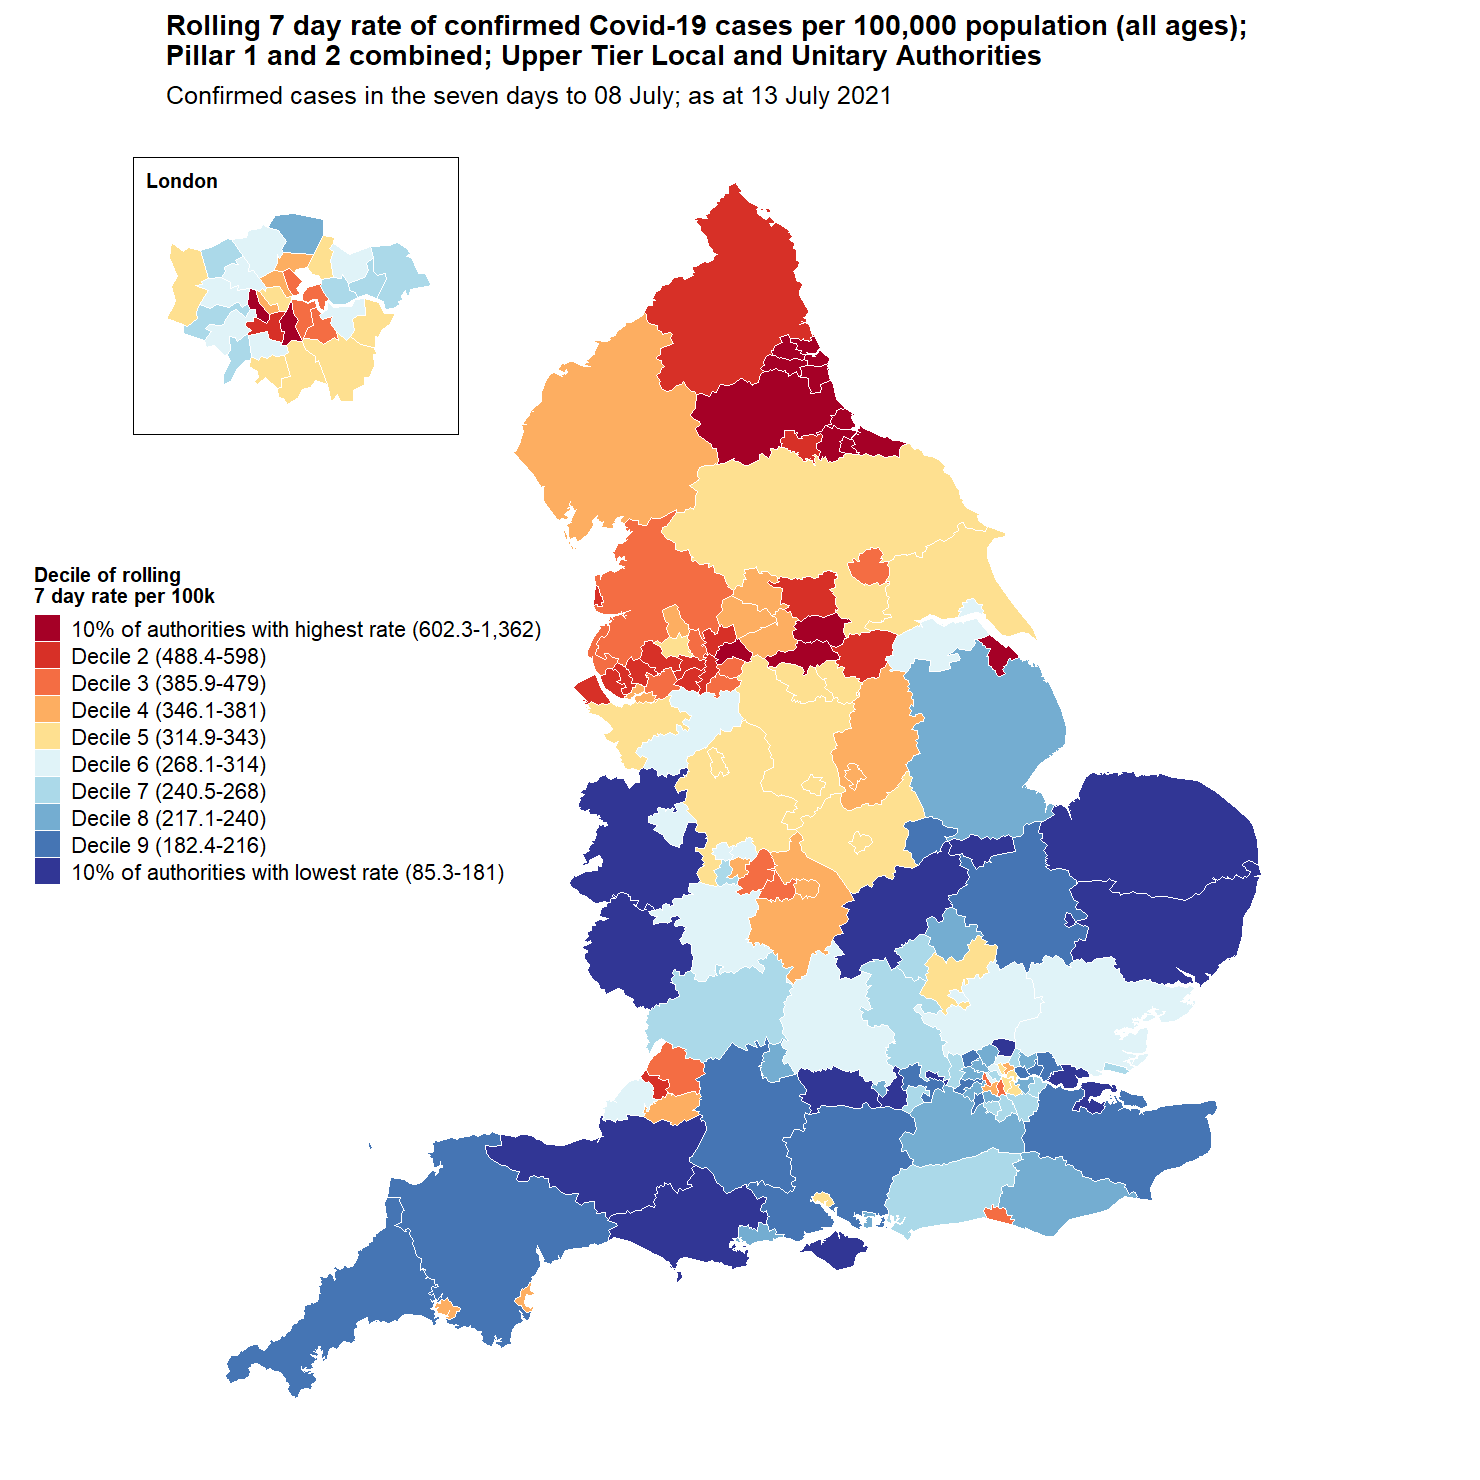 Rolling 7 day rate of confirmed Covid-19 cases per 100,000 population (all ages);
Pillar 1 and 2 combined; Upper Tier Local and Unitary Authorities
Confirmed cases in the seven days to 08 July; as at 13 July 2021
London
Decile of rolling
7 day rate per 100k
10% of authorities with highest rate (602.3-1,362)
Decile 2 (488.4-598)
Decile 3 (385.9-479)
Decile 4 (346.1-381)
Decile 5 (314.9-343)
Decile 6 (268.1-314)
Decile 7 (240.5-268)
Decile 8 (217.1-240)
Decile 9 (182.4-216)
10% of authorities with lowest rate (85.3-181)